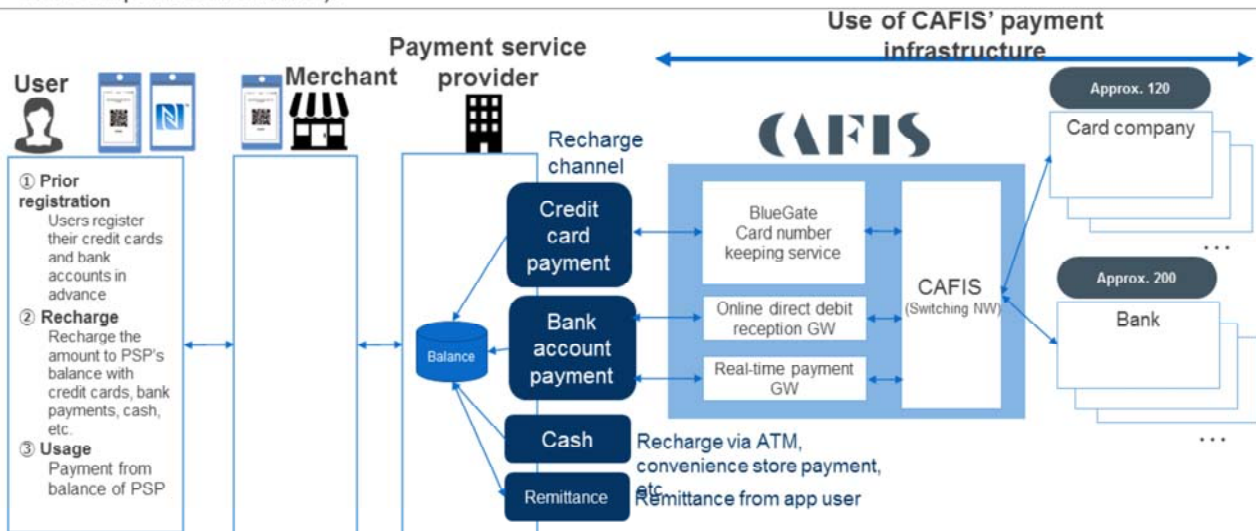 Use of CAFIS' payment
infrastructure
Payment service
provider
User
Merchant
Approx. 120
Card company
CAFIS
Recharge
channel
① Prior
registration
Users register
their credit cards
and bank
accounts in
advance
② Recharge
Recharge the
amount to PSP's
balance with
credit cards, bank
payments, cash,
etc.
③ Usage
Payment from
balance of PSP
Credit
card
payment
Bank
account
payment
Balance
Cash
Remittance
BlueGate
Card number
keeping service
Online direct debit
reception GW
Real-time payment
GW
CAFIS
(Switching NW)
...
Approx. 200
Bank
...
Recharge via ATM,
convenience store payment,
etc
Remittance from app user